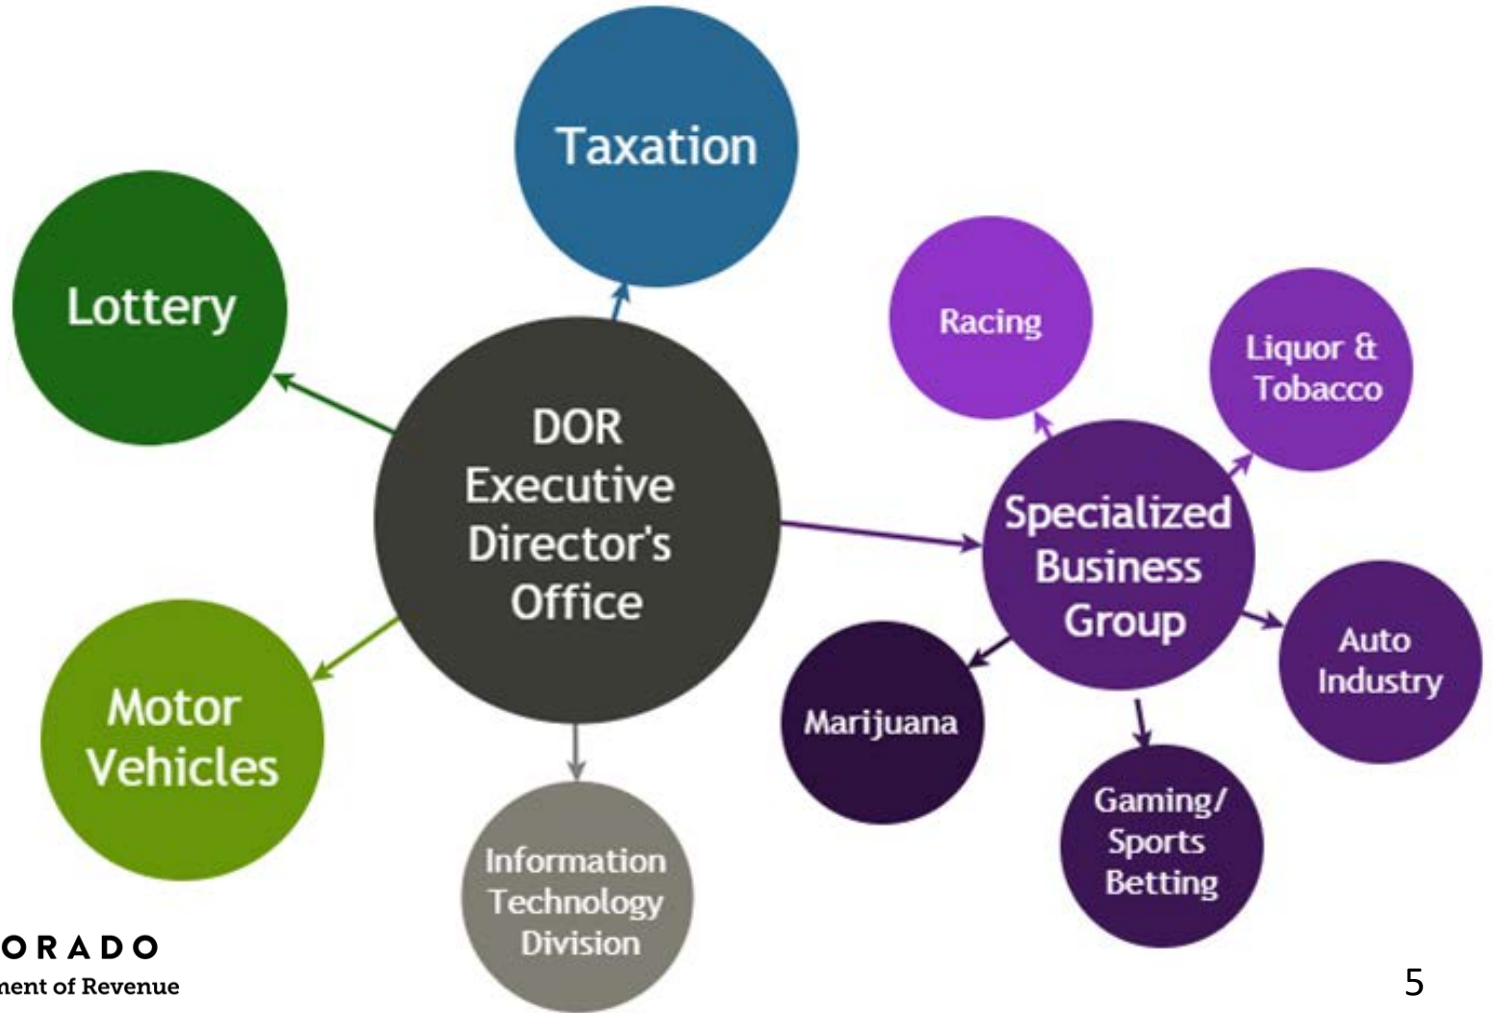 Taxation
Lottery
Racing
Liquor &
Tobacco
DOR
Executive
Director's
Office
Specialized
Business
Group
Auto
Industry
Motor
Vehicles
Marijuana
Gaming/
Sports
Betting
Information
Technology
Division
ORADO
ment of Revenue
5